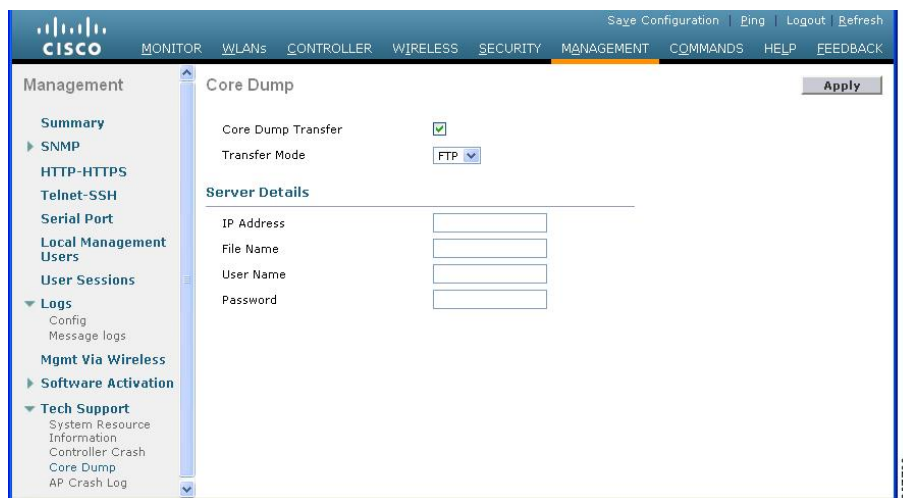 Save Configuration | Ping | Logout | Refresh
CISCO
MONITOR WLANs CONTROLLER WIRELESS SECURITY MANAGEMENT COMMANDS HELP FEEDBACK
Management
Summary
SNMP
HTTP-HTTPS
Telnet-SSH
Serial Port
Local Management
Users
User Sessions
Logs
Config
Message logs
Mgmt Via Wireless
Software Activation
Tech Support
System Resource
Information
Controller Crash
Core Dump
AP Crash Log
Core Dump
Apply
Core Dump Transfer
Transfer Mode FTP
Server Details
IP Address
File Name
User Name
Password